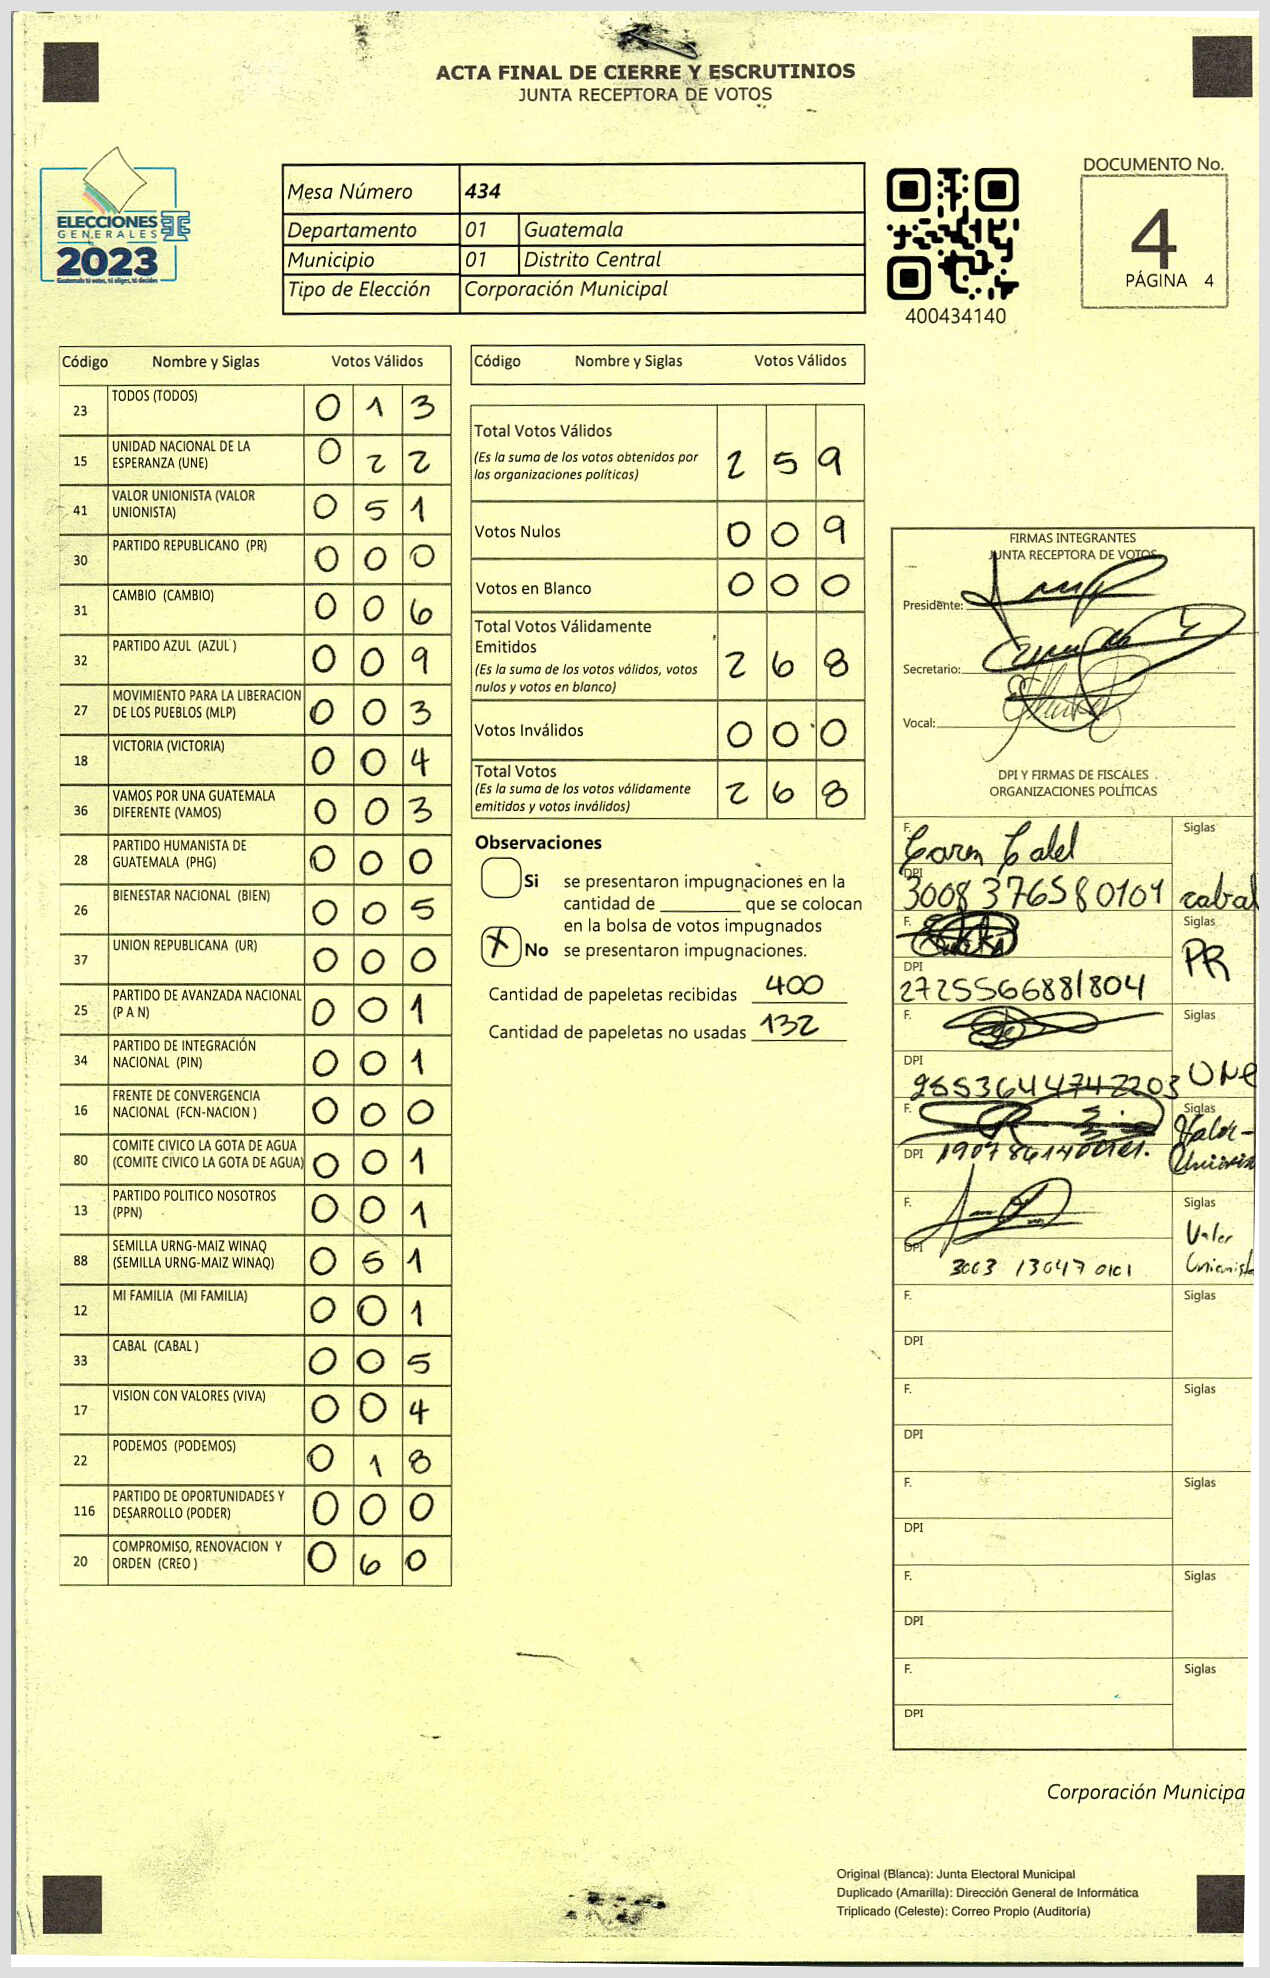 ACTA FINAL DE CIERRE Y ESCRUTINIOS
JUNTA RECEPTORA DE VOTOS
ELECCIONES
GENERALES
2023
Guatemala tú votas, tú eliges, tú decides
Mesa Número 434
Departamento 01 Guatemala
Municipio 01 Distrito Central
Tipo de Elección Corporación Municipal
400434140
DOCUMENTO No.
4
PÁGINA 4
Código Nombre y Siglas Votos Válidos
23 TODOS (TODOS) 0 1 3
15 UNIDAD NACIONAL DE LA ESPERANZA (UNE) 0 2 2
41 VALOR UNIONISTA (VALOR UNIONISTA) 0 5 1
30 PARTIDO REPUBLICANO (PR) 0 0 0
31 CAMBIO (CAMBIO) 0 0 6
32 PARTIDO AZUL (AZUL ) 0 0 9
27 MOVIMIENTO PARA LA LIBERACION DE LOS PUEBLOS (MLP) 0 0 3
18 VICTORIA (VICTORIA) 0 0 4
36 VAMOS POR UNA GUATEMALA DIFERENTE (VAMOS) 0 0 3
28 PARTIDO HUMANISTA DE GUATEMALA (PHG) 0 0 0
26 BIENESTAR NACIONAL (BIEN) 0 0 5
37 UNION REPUBLICANA (UR) 0 0 0
25 PARTIDO DE AVANZADA NACIONAL (P A N) 0 0 1
34 PARTIDO DE INTEGRACIÓN NACIONAL (PIN) 0 0 1
16 FRENTE DE CONVERGENCIA NACIONAL (FCN-NACION ) 0 0 0
80 COMITE CIVICO LA GOTA DE AGUA (COMITE CIVICO LA GOTA DE AGUA) 0 0 1
13 PARTIDO POLITICO NOSOTROS (PPN) 0 0 1
88 SEMILLA URNG-MAIZ WINAQ (SEMILLA URNG-MAIZ WINAQ) 0 5 1
12 MI FAMILIA (MI FAMILIA) 0 0 1
33 CABAL (CABAL ) 0 0 5
17 VISION CON VALORES (VIVA) 0 0 4
22 PODEMOS (PODEMOS) 0 1 8
116 PARTIDO DE OPORTUNIDADES Y DESARROLLO (PODER) 0 0 0
20 COMPROMISO, RENOVACION Y ORDEN (CREO ) 0 6 0
Código Nombre y Siglas Votos Válidos
Total Votos Válidos
(Es la suma de los votos obtenidos por
las organizaciones políticas) 2 5 9
Votos Nulos 0 0 9
Votos en Blanco 0 0 0
Total Votos Válidamente
Emitidos
(Es la suma de los votos válidos, votos
nulos y votos en blanco) 2 6 8
Votos Inválidos 0 0 0
Total Votos
(Es la suma de los votos válidamente
emitidos y votos inválidos) 2 6 8
Observaciones
Si se presentaron impugnaciones en la
cantidad de ________ que se colocan
en la bolsa de votos impugnados
X No se presentaron impugnaciones.
Cantidad de papeletas recibidas 400
Cantidad de papeletas no usadas 132
FIRMAS INTEGRANTES
JUNTA RECEPTORA DE VOTOS
Presidente:
Secretario:
Vocal:
DPI Y FIRMAS DE FISCALES
ORGANIZACIONES POLÍTICAS
F. Siglas
DPI 3008 37658 0101 cabal
F. Siglas
PR
DPI 2725566881804
F. Siglas
DPI 2553644742203 UNE
F. Siglas
Valor-
DPI Unionis
F. Siglas
Valor
DPI 3003 13047 0101 Unionista
F. Siglas
DPI
F. Siglas
DPI
F. Siglas
DPI
F. Siglas
DPI
F. Siglas
DPI
Corporación Municipa
Original (Blanca): Junta Electoral Municipal
Duplicado (Amarilla): Dirección General de Informática
Triplicado (Celeste): Correo Propio (Auditoría)